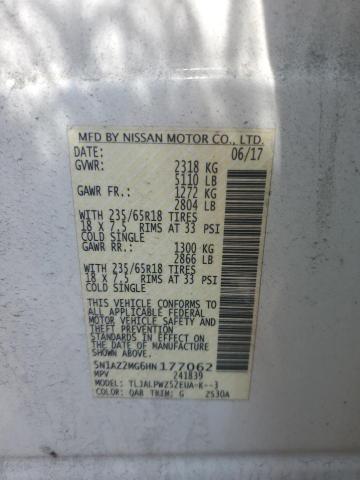 MFD BY NISSAN MOTOR CO., LTD.
DATE: 06/17
GVWR: 2318 KG
5110 LB
GAWR FR.: 1272 KG
2804 LB
WITH 235/65R18 TIRES
18 x 7.5 RIMS AT 33 PSI
COLD SINGLE
GAWR RR.: 1300 KG
2866 LB
WITH 235/65R18 TIRES
18 x 7.5 RIMS AT 33 PSI
COLD SINGLE
THIS VEHICLE CONFORMS TO
ALL APPLICABLE FEDERAL
MOTOR VEHICLE SAFETY AND
STANDARDS IN EFFECT
ON THE DATE OF MANUFACTURE
SHOWN ABOVE.
5N1AZ2MG6HN177062
MPV 241839
MODEL: TLJALPWZ52EUA-K--3
COLOR: QAB TRIM: G 2530A